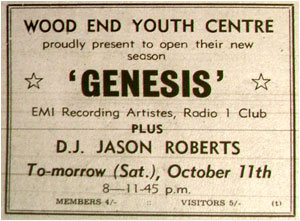 WOOD END YOUTH CENTRE
proudly present to open their new
season
☆ 'GENESIS' ☆
EMI Recording Artistes, Radio 1 Club
PLUS
D.J. JASON ROBERTS
To-morrow (Sat.), October 11th
8—11-45 p.m.
MEMBERS 4/- :: VISITORS 5/- (t)